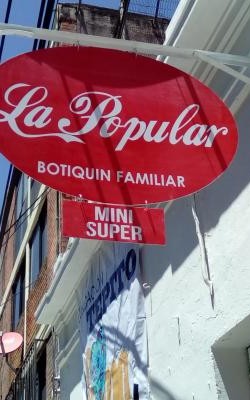 La Popular
BOTIQUIN FAMILIAR
MINI
SUPER
TEPITO